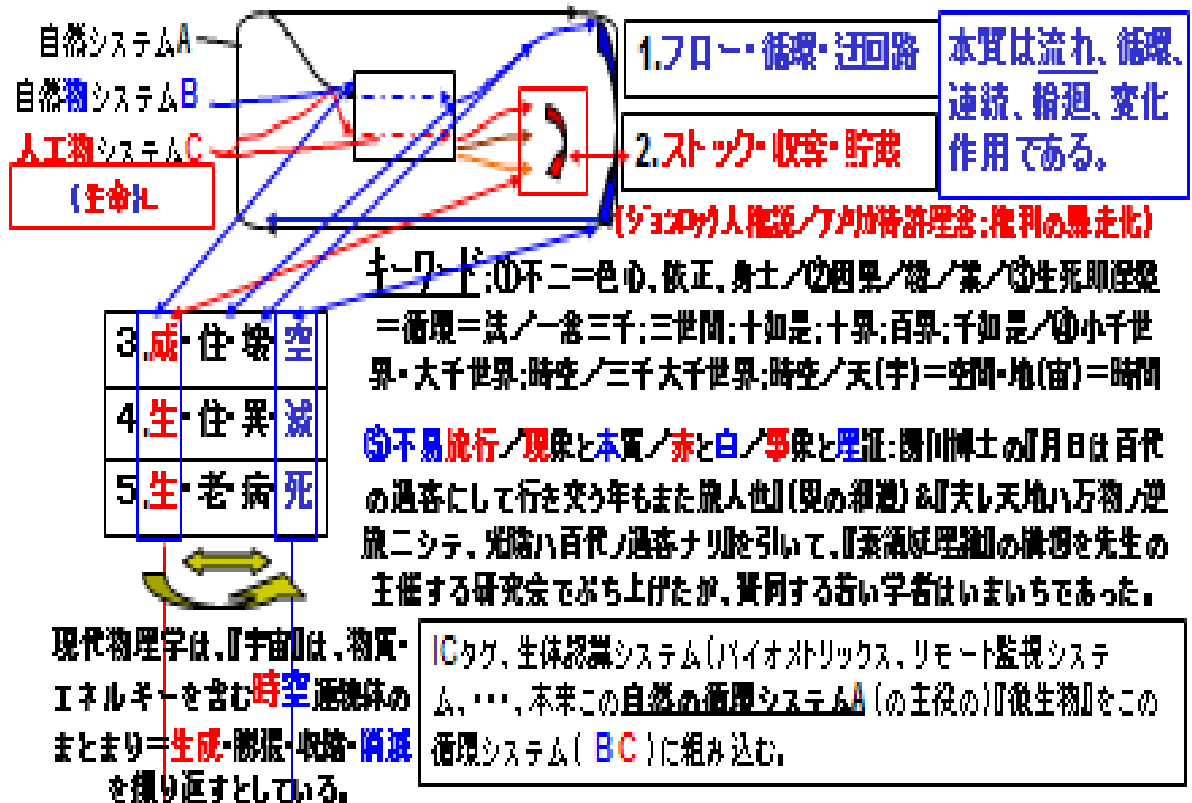 自然システムA
自然物システムB
人工物システムC
(生命)L
1.フロー・循環・迂回路
2.ストック・収奪・貯蔵
本質は流れ、循環、
連続、輪廻、変化
作用である。
(ジョンロック人権説/アメリカ特許理念:権利の暴走化)
キーワード:①不二=色心、依正、身土/②因果/縁/業/③生死即涅槃
=循環=法/一念三千:三世間:十如是:十界:百界:千如是/④小千世
界・大千世界:時空/三千大千世界:時空/天(宇)=空間・地(宙)=時間
3.成・住・壊・空
4.生・住・異・滅
5.生・老・病・死
⑤不易流行/現象と本質/赤と白/事象と理証:勝川博士の『月日は百代
の過客にして行き交う年もまた旅人也』(奥の細道)&『夫レ天地ハ万物ノ逆
旅ニシテ、光陰ハ百代ノ過客ナリ』を引いて、の構想を先生の
主催する研究会でぶち上げたが、賛同する若い学者はいまいちであった。
現代物理学は、『宇宙』は、物質・
エネルギーを含む時空連続体の
まとまり=生成・膨張・収縮・消滅
を繰り返すとしている。
ICタグ、生体認識システム(バイオメトリックス、リモート監視システ
ム、・・・、本来この自然の循環システムA(の主役の)『微生物』をこの
循環システム(BC)に組み込む。